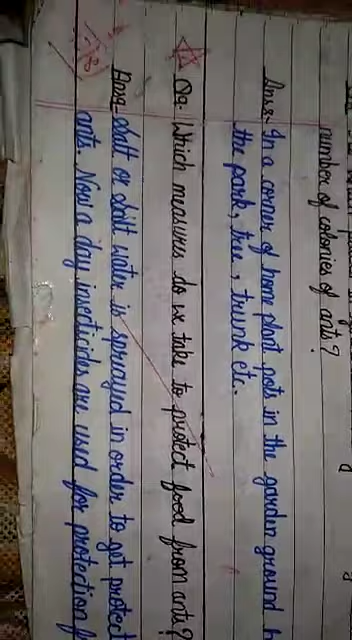 number of colonies of ants?
Ans:- In a corner of home plant pots in the garden ground
the park, tree, trunk etc.
Q9. Which measures do we take to protect food from ants?
Ans9- Salt or salt water is sprayed in order to get protect
ants. Now a day insecticides are used for protection